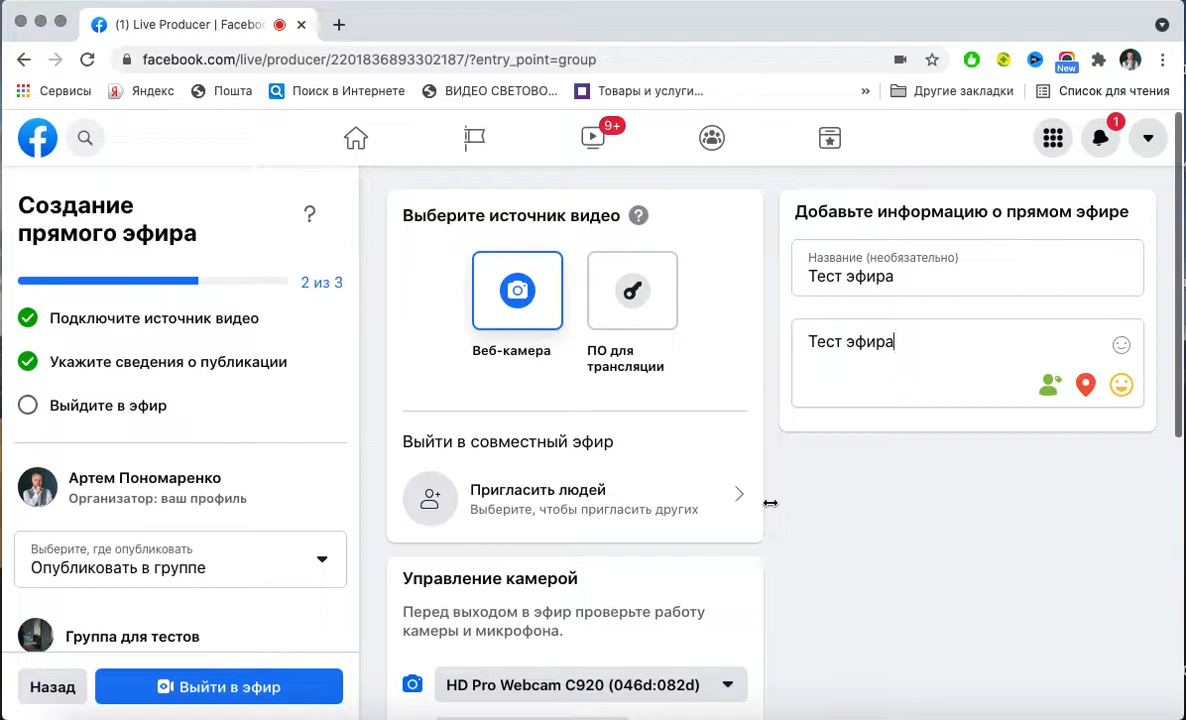 (1) Live Producer | Faceboo
facebook.com/live/producer/2201836893302187/?entry_point=group
New
Сервисы
Яндекс
Почта
Поиск в Интернете
ВИДЕО СВЕТОВО...
Товары и услуги...
»
Другие закладки
Список для чтения
9+
1
Создание
прямого эфира
?
2 из 3
Подключите источник видео
Укажите сведения о публикации
Выйдите в эфир
Артем Пономаренко
Организатор: ваш профиль
Выберите, где опубликовать
Опубликовать в группе
Группа для тестов
Назад
Выйти в эфир
Выберите источник видео ?
Веб-камера
ПО для
трансляции
Выйти в совместный эфир
Пригласить людей
Выберите, чтобы пригласить других
Управление камерой
Перед выходом в эфир проверьте работу
камеры и микрофона.
HD Pro Webcam C920 (046d:082d)
Добавьте информацию о прямом эфире
Название (необязательно)
Тест эфира
Тест эфира